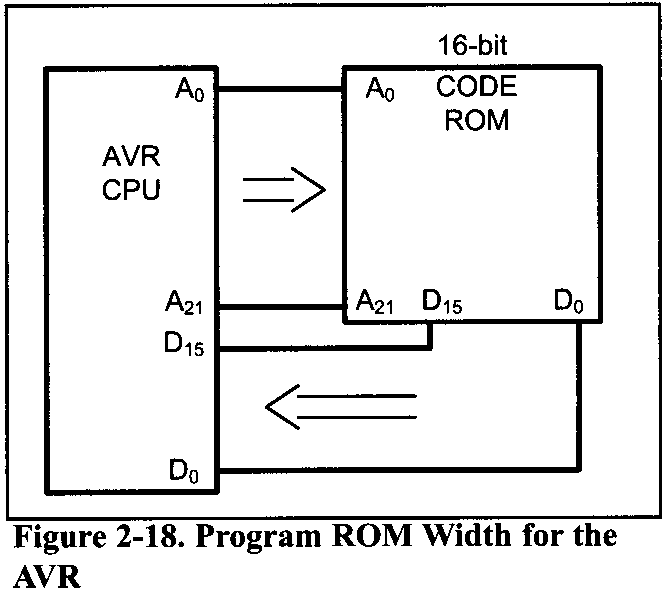 16-bit
A0 A0 CODE
ROM
AVR
CPU
A21 A21 D15 D0
D15
D0
Figure 2-18. Program ROM Width for the
AVR